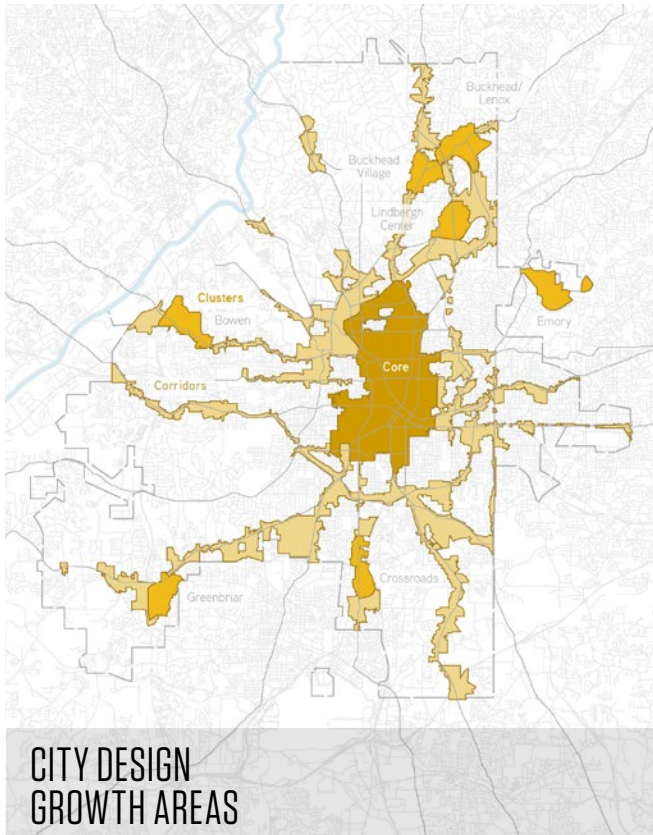 Buckhead/
Lenox
Buckhead
Village
Lindbergh
Center
Clusters
Bowen
Emory
Core
Corridors
Crossroads
Greenbriar
CITY DESIGN
GROWTH AREAS